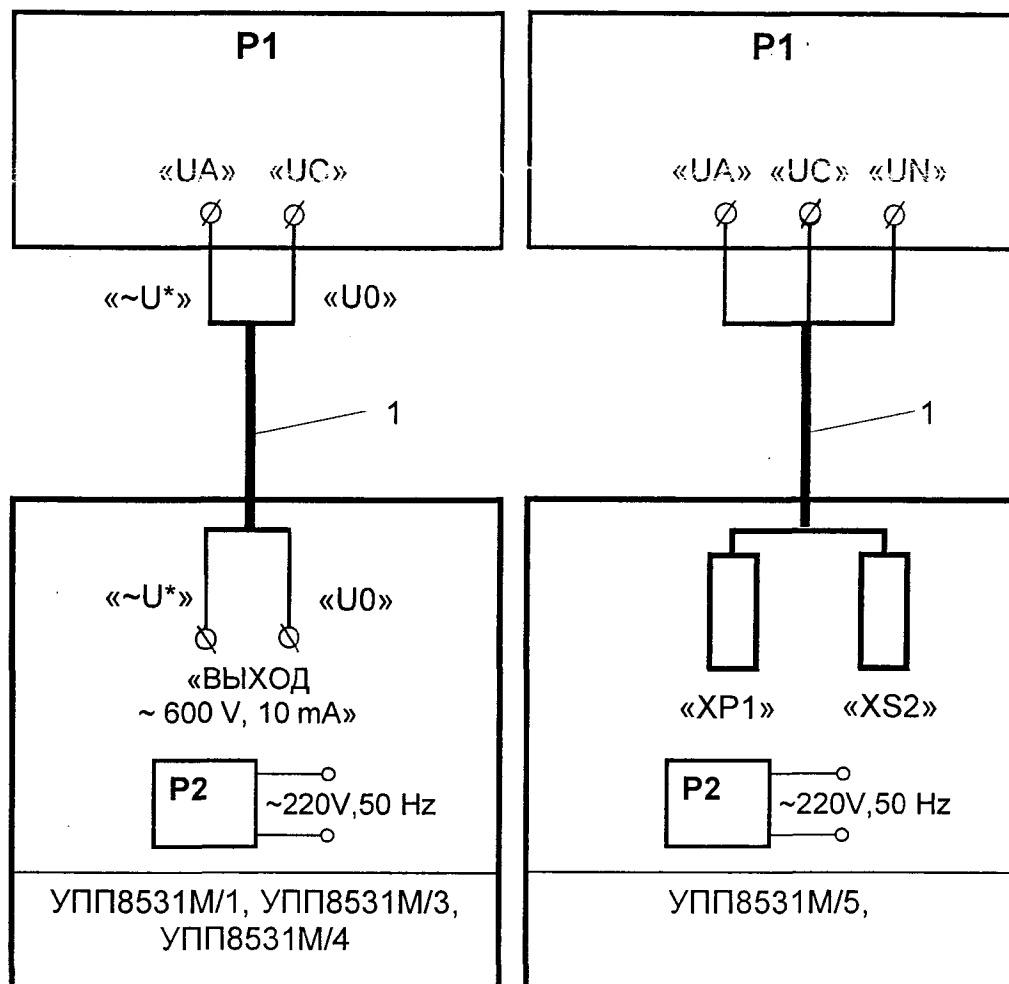 P1
«UA» «UC»
«~U*» «U0»
1
«~U*» «U0»
«ВЫХОД
~ 600 V, 10 mA»
P2
~220V,50 Hz
УПП8531М/1, УПП8531М/3,
УПП8531М/4
P1
«UA» «UC» «UN»
1
«XP1» «XS2»
P2
~220V,50 Hz
УПП8531М/5,